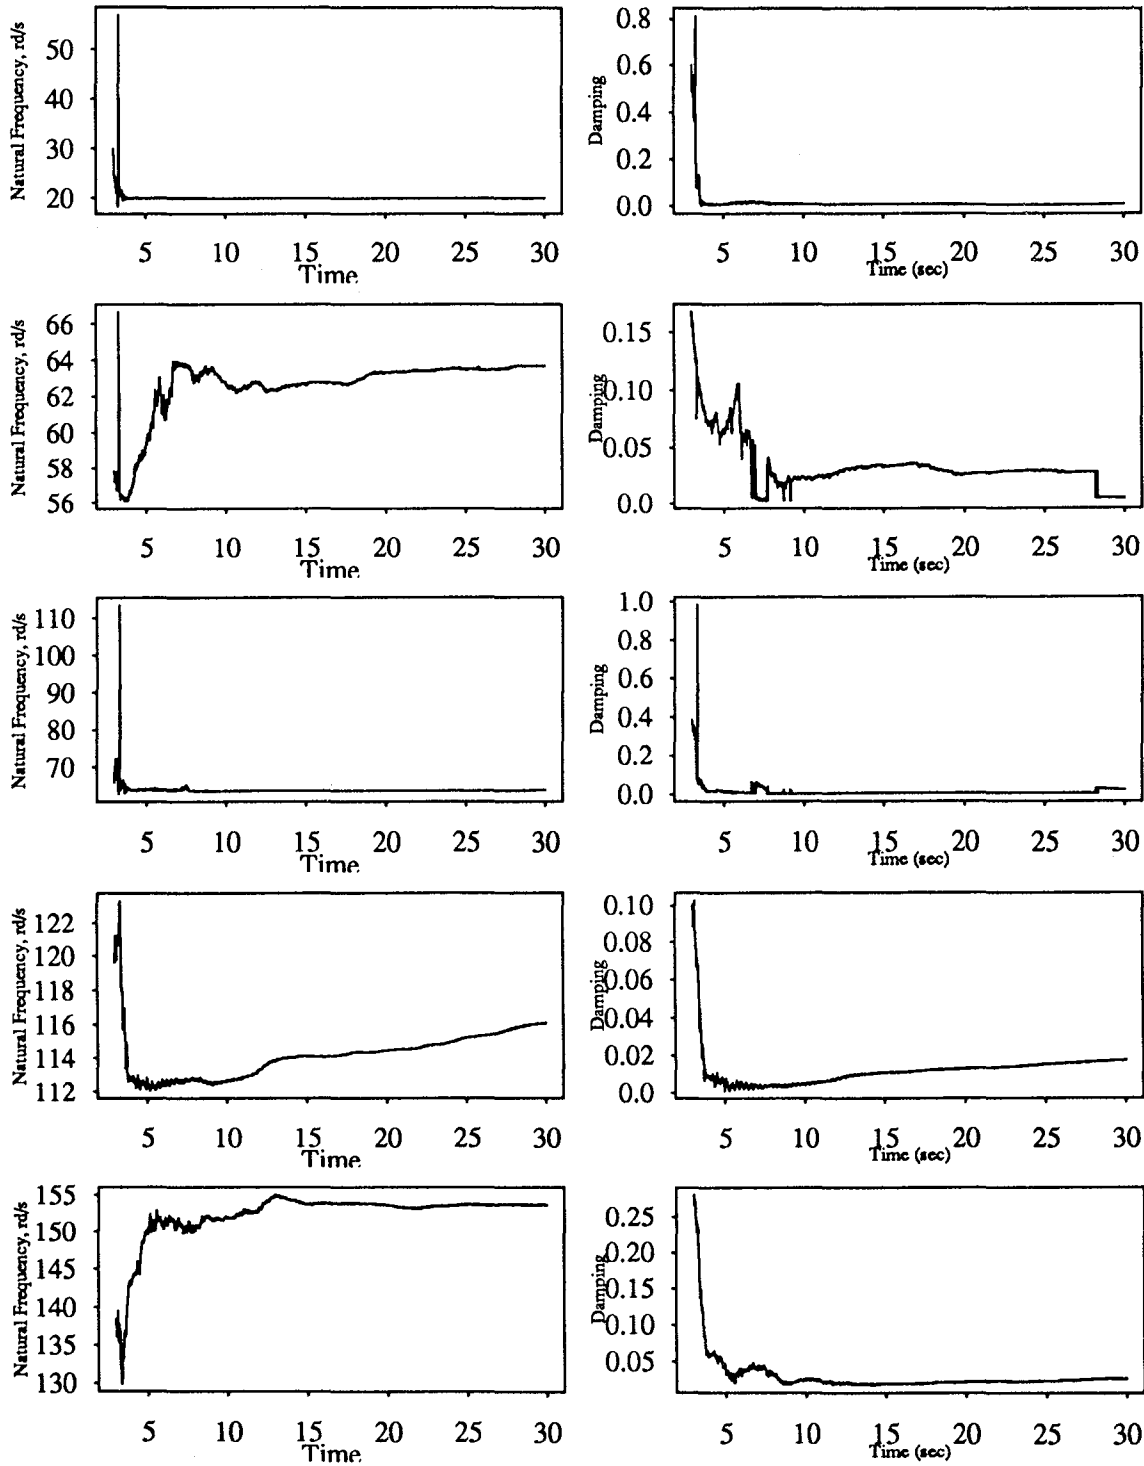 Natural Frequency, rd/s
50
40
30
20
5 10 15 20 25 30
Time
Damping
0.8
0.6
0.4
0.2
0.0
5 10 15 20 25 30
Time (sec)
Natural Frequency, rd/s
66
64
62
60
58
56
5 10 15 20 25 30
Time
Damping
0.15
0.10
0.05
0.0
5 10 15 20 25 30
Time (sec)
Natural Frequency, rd/s
110
100
90
80
70
5 10 15 20 25 30
Time
Damping
1.0
0.8
0.6
0.4
0.2
0.0
5 10 15 20 25 30
Time (sec)
Natural Frequency, rd/s
122
120
118
116
114
112
5 10 15 20 25 30
Time
Damping
0.10
0.08
0.06
0.04
0.02
0.0
5 10 15 20 25 30
Time (sec)
Natural Frequency, rd/s
155
150
145
140
135
130
5 10 15 20 25 30
Time
Damping
0.25
0.20
0.15
0.10
0.05
5 10 15 20 25 30
Time (sec)